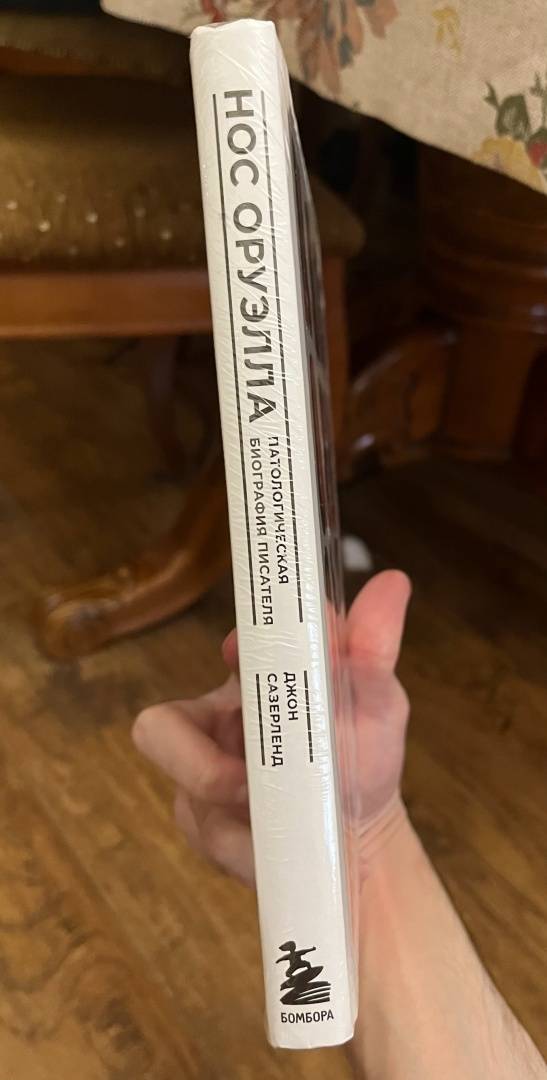 НОС ОРУЭЛЛА
ПАТОЛОГИЧЕСКАЯ
БИОГРАФИЯ ПИСАТЕЛЯ
ДЖОН
САЗЕРЛЕНД
БОМБОРА